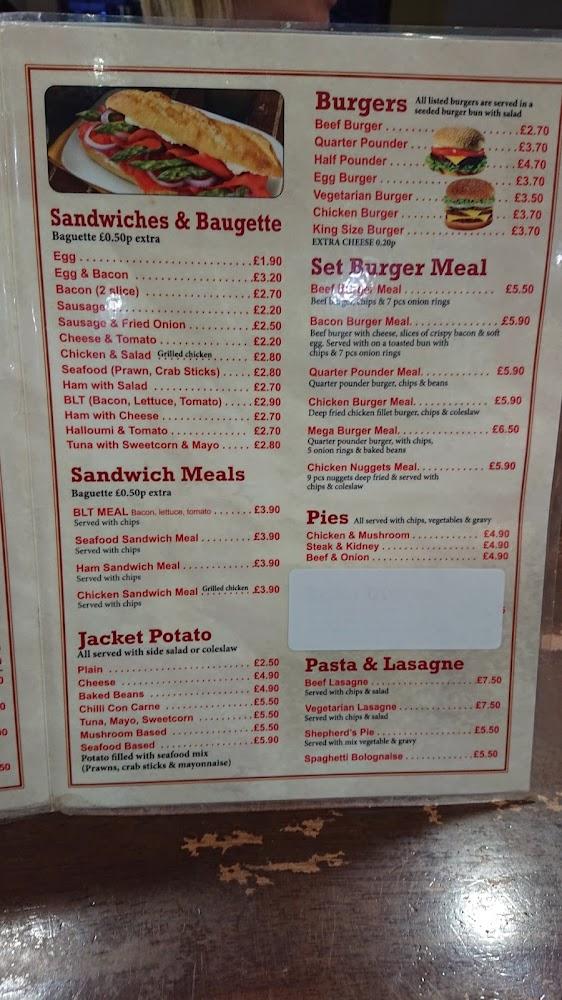 Sandwiches & Baugette
Baguette £0.50p extra
Egg ..........................£1.90
Egg & Bacon ..................£3.20
Bacon (2 slice) ..............£2.70
Sausage ......................£2.20
Sausage & Fried Onion ........£2.50
Cheese & Tomato ..............£2.20
Chicken & Salad Grilled chicken ........£2.80
Seafood (Prawn, Crab Sticks) .....£2.80
Ham with Salad ...............£2.70
BLT (Bacon, Lettuce, Tomato) .....£2.90
Ham with Cheese ..............£2.70
Halloumi & Tomato ............£2.70
Tuna with Sweetcorn & Mayo .....£2.80
Sandwich Meals
Baguette £0.50p extra
BLT MEAL Bacon, lettuce, tomato .......£3.90
Served with chips
Seafood Sandwich Meal ........£3.90
Served with chips
Ham Sandwich Meal ............£3.90
Served with chips
Chicken Sandwich Meal Grilled chicken .£3.90
Served with chips
Jacket Potato
All served with side salad or coleslaw
Plain ........................£2.50
Cheese .......................£4.90
Baked Beans ..................£4.90
Chilli Con Carne .............£5.50
Tuna, Mayo, Sweetcorn ........£5.50
Mushroom Based ...............£5.50
Seafood Based ................£5.90
Potato filled with seafood mix
(Prawns, crab sticks & mayonnaise)
Burgers All listed burgers are served in a
seeded burger bun with salad
Beef Burger ..................£2.70
Quarter Pounder ..............£3.70
Half Pounder .................£4.70
Egg Burger ...................£3.70
Vegetarian Burger ............£3.50
Chicken Burger ...............£3.70
King Size Burger .............£3.70
EXTRA CHEESE 0.20p
Set Burger Meal
Beef Burger Meal .............£5.50
Beef burger, chips & 7 pcs onion rings
Bacon Burger Meal.............£5.90
Beef burger with cheese, slices of crispy bacon & soft
egg. Served with on a toasted bun with
chips & 7 pcs onion rings
Quarter Pounder Meal..........£5.90
Quarter pounder burger, chips & beans
Chicken Burger Meal...........£5.90
Deep fried chicken fillet burger, chips & coleslaw
Mega Burger Meal..............£6.50
Quarter pounder burger, with chips,
5 onion rings & baked beans
Chicken Nuggets Meal..........£5.90
9 pcs nuggets deep fried & served with
chips & coleslaw
Pies All served with chips, vegetables & gravy
Chicken & Mushroom ...........£4.90
Steak & Kidney................£4.90
Beef & Onion .................£4.90
Pasta & Lasagne
Beef Lasagne .................£7.50
Served with chips & salad
Vegetarian Lasagne ...........£7.50
Served with chips & salad
Shepherd's Pie ...............£5.50
Served with mix vegetable & gravy
Spaghetti Bolognaise .........£5.50